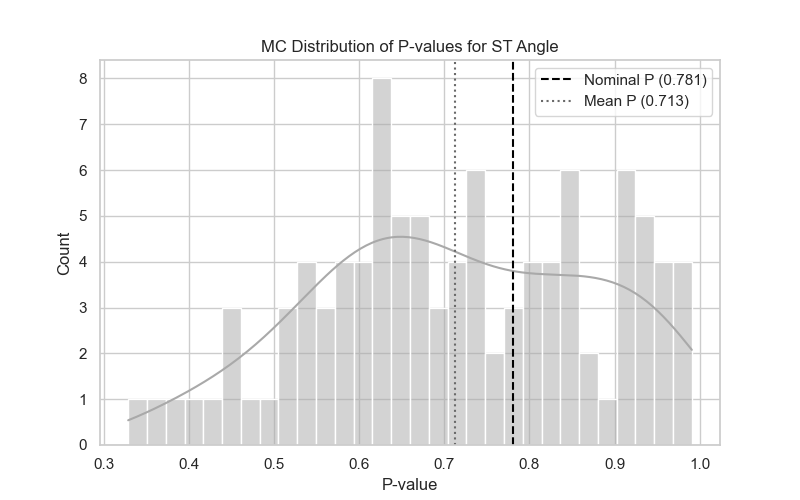 MC Distribution of P-values for ST Angle
Nominal P (0.781)
Mean P (0.713)
Count
8
7
6
5
4
3
2
1
0
0.3 0.4 0.5 0.6 0.7 0.8 0.9 1.0
P-value